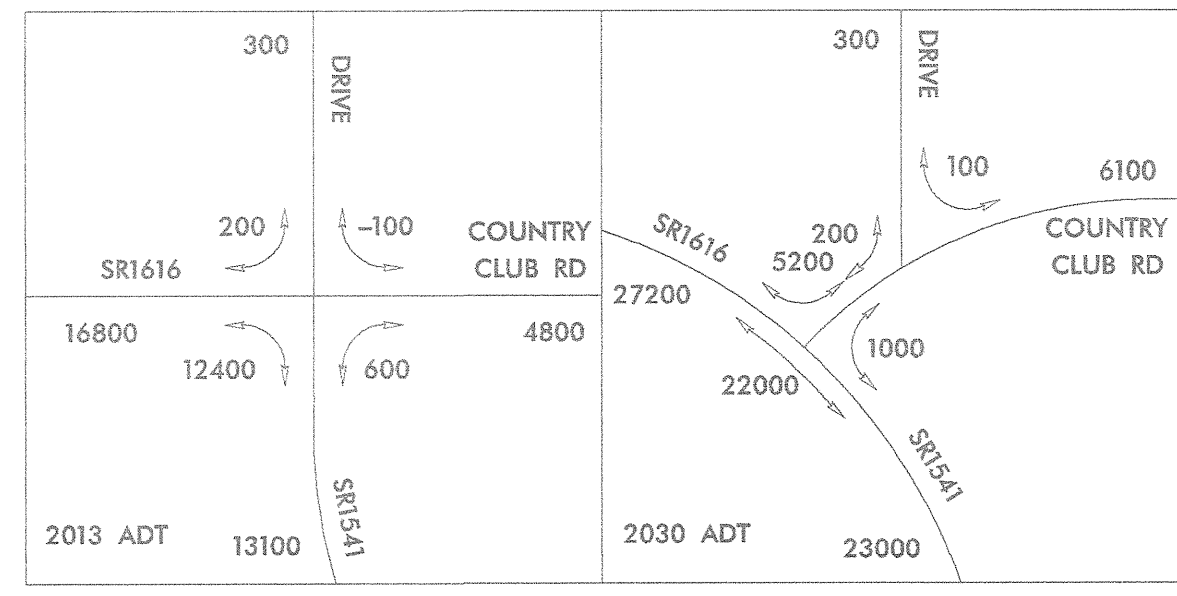 300
DRIVE
200
–100
COUNTRY
CLUB RD
SR1616
16800
12400
600
4800
SR1541
2013 ADT
13100
300
DRIVE
100
6100
SR1616
200
COUNTRY
CLUB RD
5200
27200
1000
22000
SR1541
2030 ADT
23000